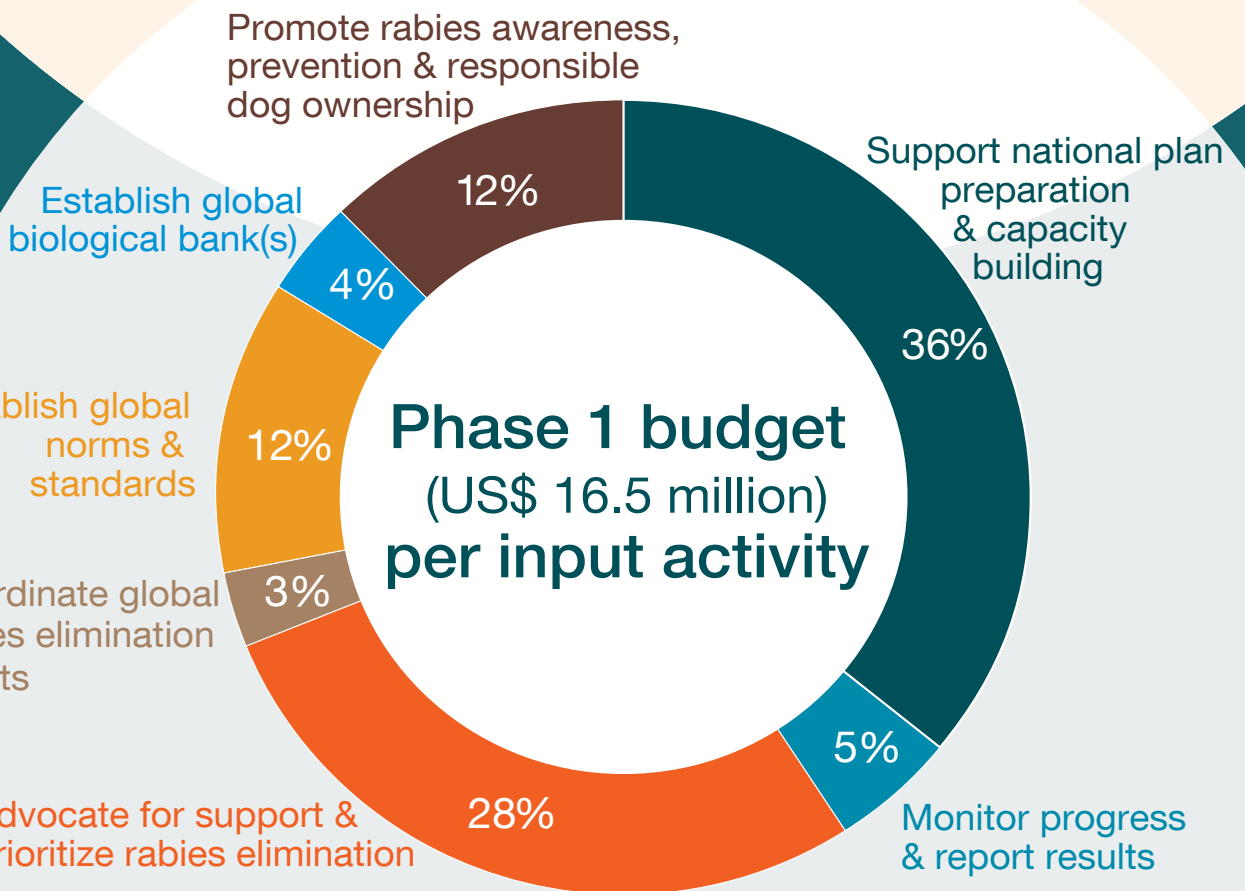 Promote rabies awareness,
prevention & responsible
dog ownership
12%
Support national plan
preparation
& capacity
building
36%
Establish global
biological bank(s)
4%
global
norms &
standards
12%
Phase 1 budget
(US$ 16.5 million)
per input activity
global
3%
elimination
5%
Monitor progress
& report results
28%
for support &
rabies elimination